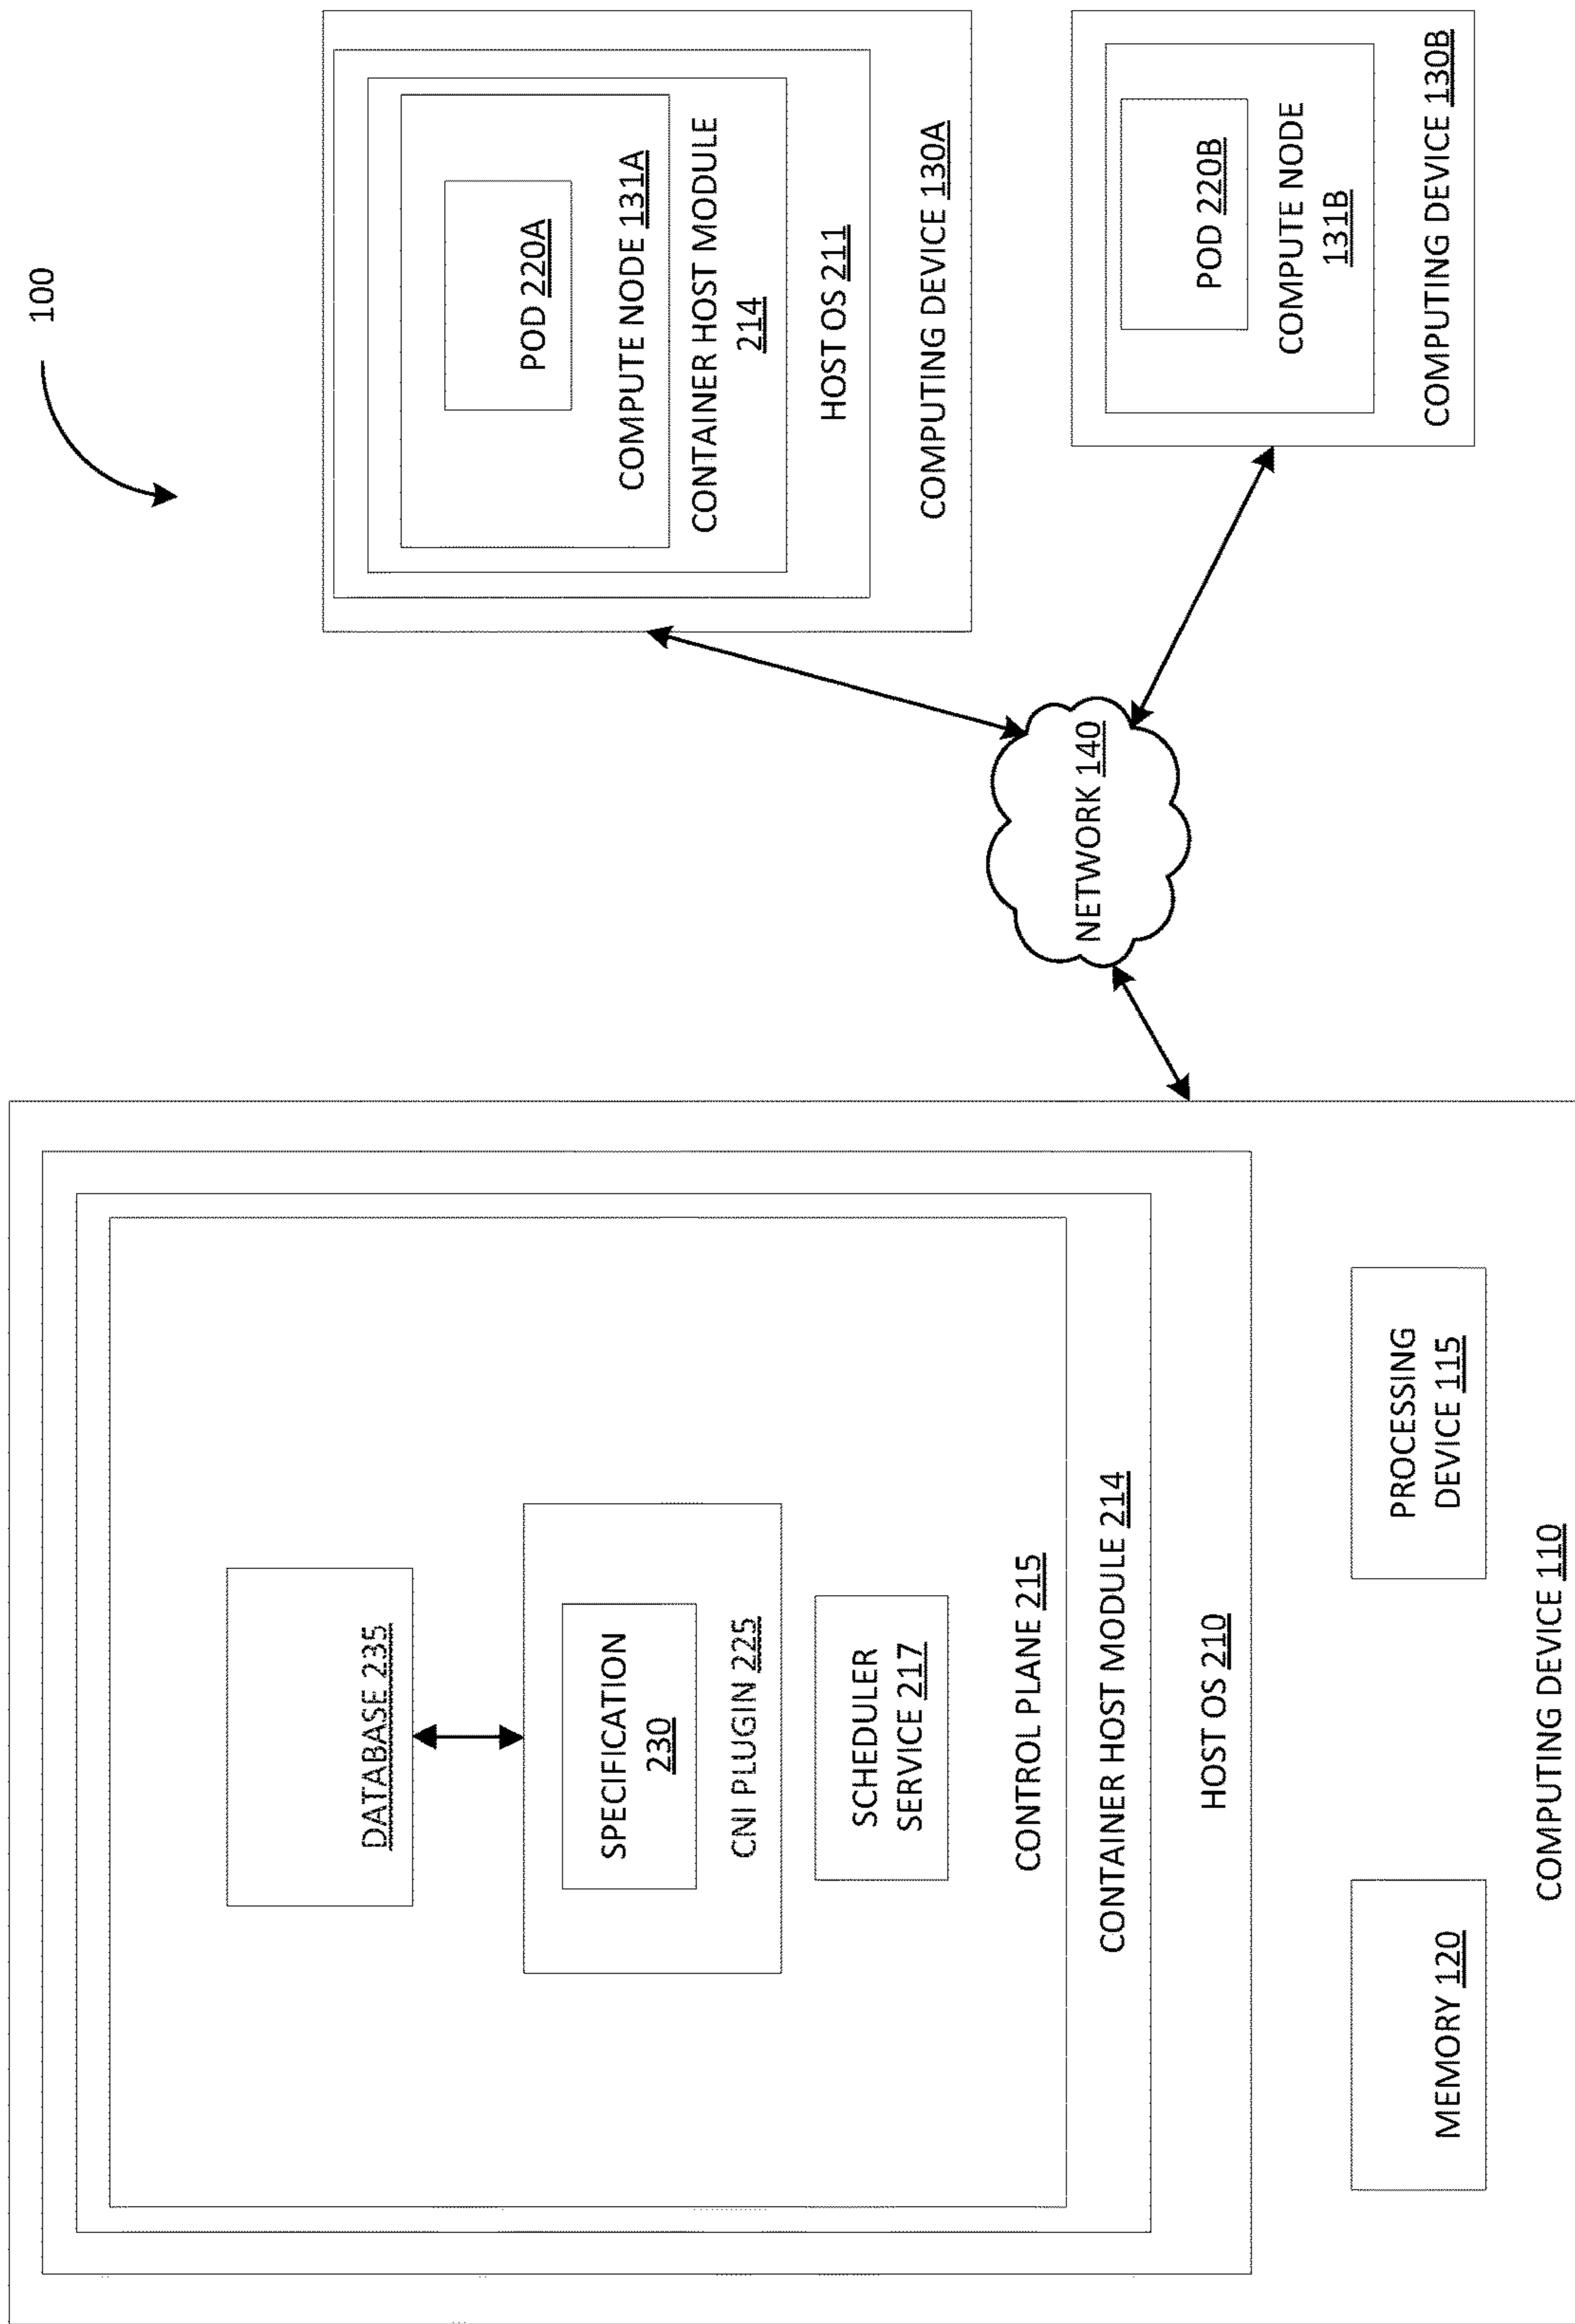 100
DATABASE 235
SPECIFICATION
230
CNI PLUGIN 225
SCHEDULER
SERVICE 217
CONTROL PLANE 215
CONTAINER HOST MODULE 214
HOST OS 210
MEMORY 120
PROCESSING
DEVICE 115
COMPUTING DEVICE 110
NETWORK 140
POD 220A
COMPUTE NODE 131A
CONTAINER HOST MODULE
214
HOST OS 211
COMPUTING DEVICE 130A
POD 220B
COMPUTE NODE
131B
COMPUTING DEVICE 130B